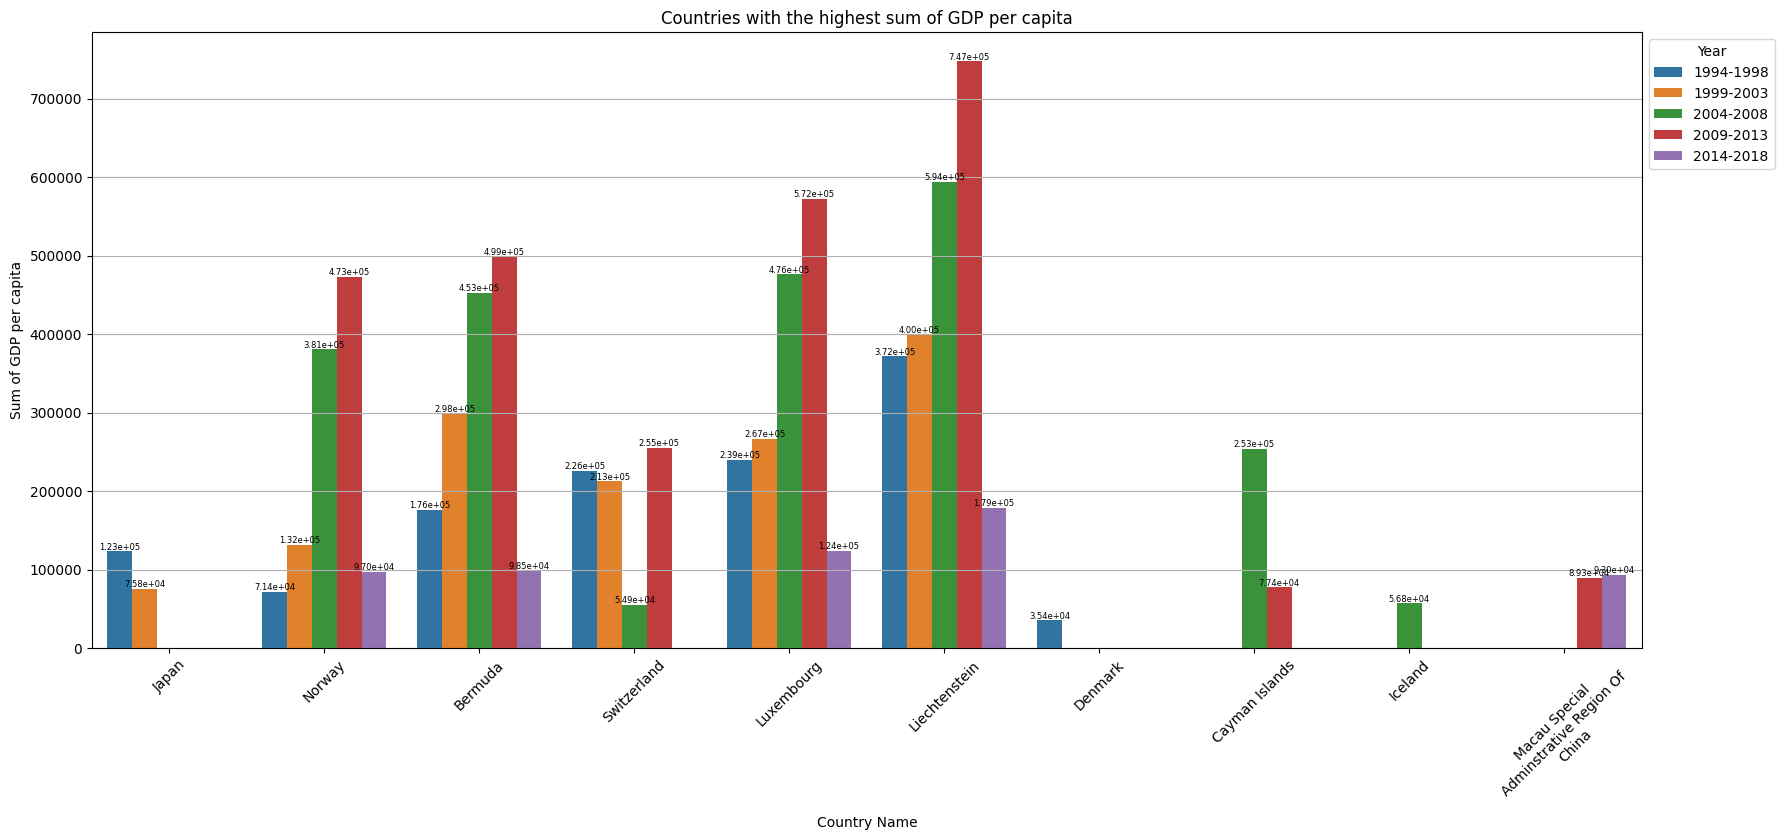 Countries with the highest sum of GDP per capita
Year
1994-1998
1999-2003
2004-2008
2009-2013
2014-2018
Sum of GDP per capita
700000
600000
500000
400000
300000
200000
100000
0
1.23e+05
7.58e+04
7.14e+04
1.32e+05
3.81e+05
4.73e+05
9.70e+04
1.76e+05
2.98e+05
4.53e+05
4.99e+05
9.85e+04
2.26e+05
2.13e+05
5.49e+04
2.55e+05
2.39e+05
2.67e+05
4.76e+05
5.72e+05
1.24e+05
3.72e+05
4.00e+05
5.94e+05
7.47e+05
1.79e+05
3.54e+04
2.53e+05
7.74e+04
5.68e+04
8.93e+04
9.30e+04
Japan
Norway
Bermuda
Switzerland
Luxembourg
Liechtenstein
Denmark
Cayman Islands
Iceland
Macau Special
Adminstrative Region Of
China
Country Name